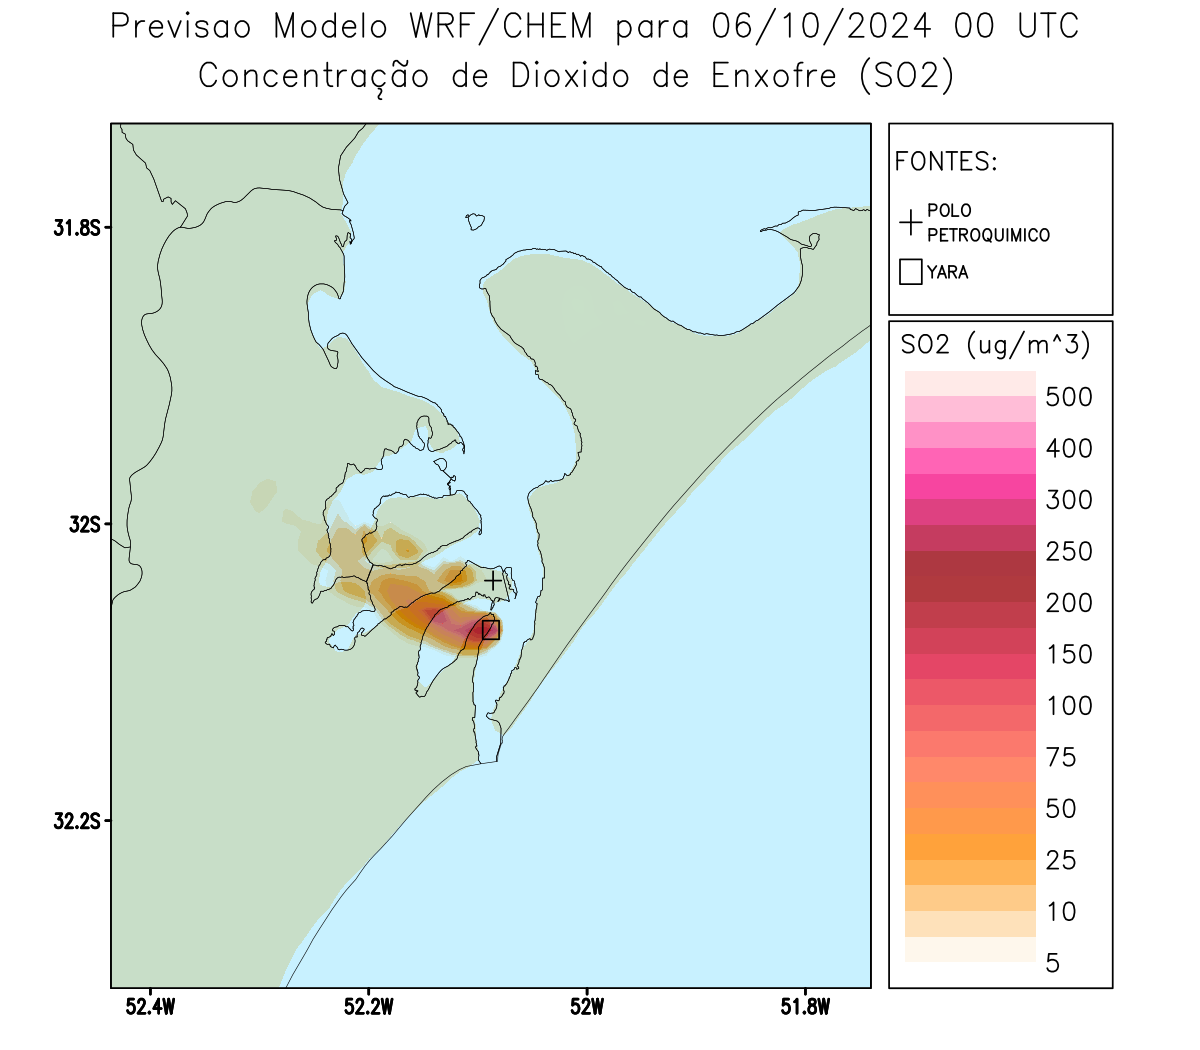 Previsao Modelo WRF/CHEM para 06/10/2024 00 UTC
Concentração de Dioxido de Enxofre (SO2)
FONTES:
POLO
PETROQUIMICO
YARA
SO2 (ug/m^3)
500
400
300
250
200
150
100
75
50
25
10
5
31.8S
32S
32.2S
52.4W
52.2W
52W
51.8W